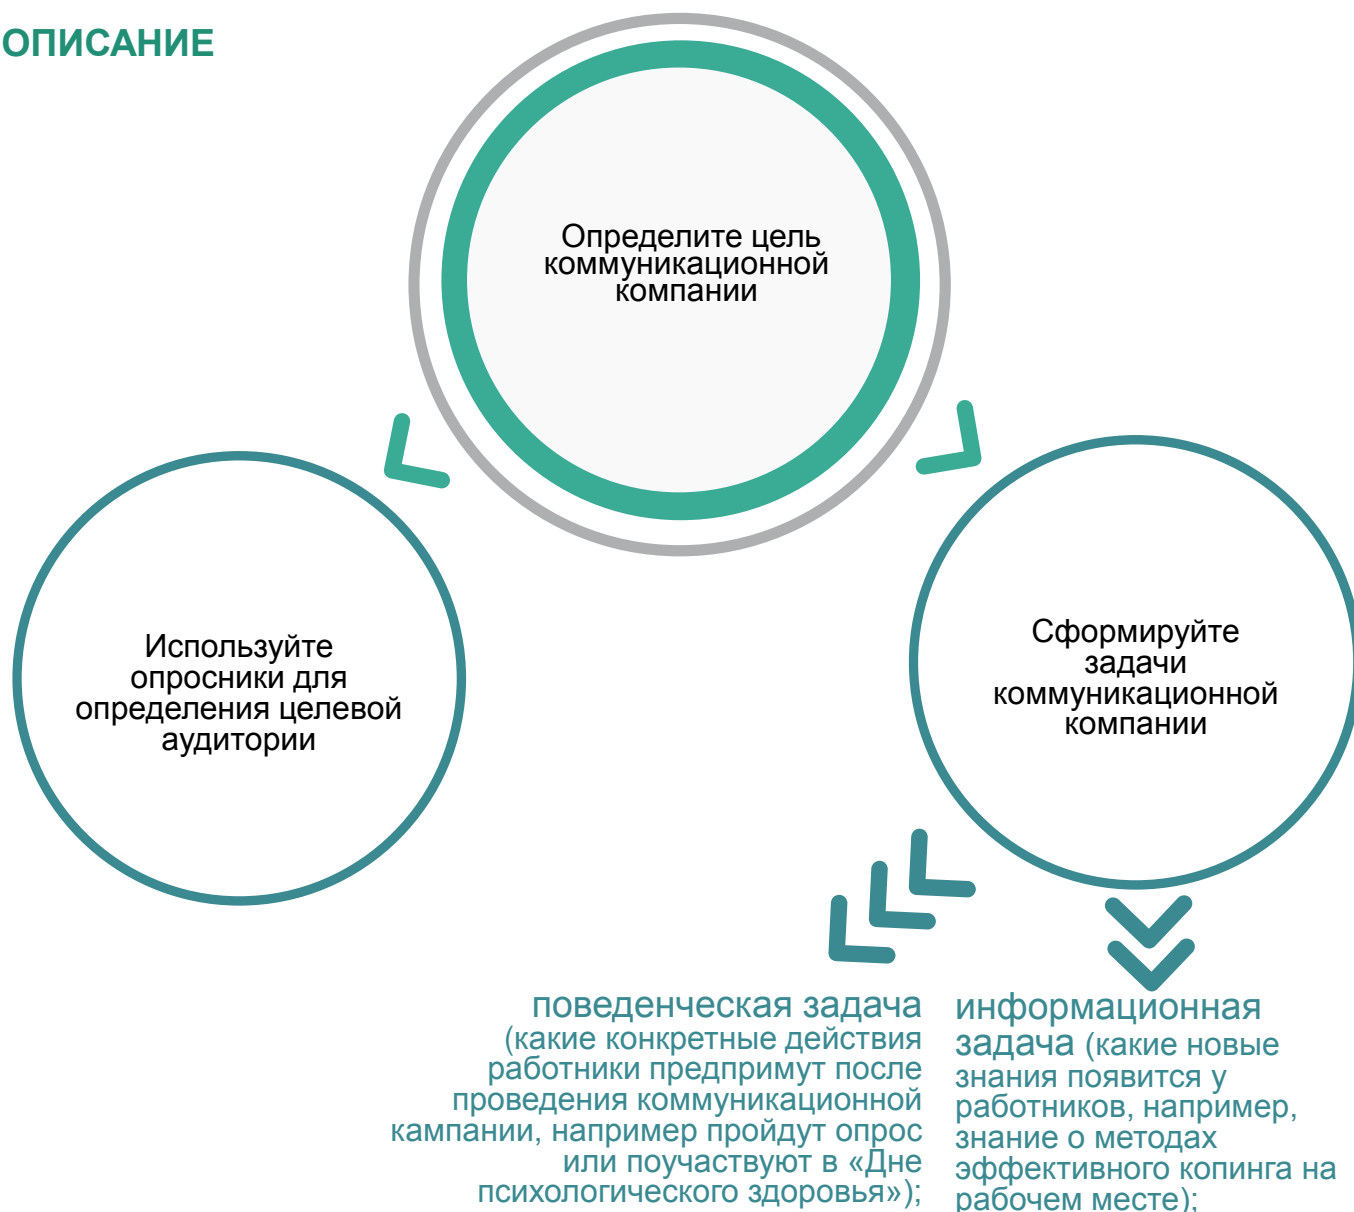 ОПИСАНИЕ
Определите цель
коммуникационной
компании
Используйте
опросники для
определения целевой
аудитории
Сформируйте
задачи
коммуникационной
компании
поведенческая задача
(какие конкретные действия
работники предпримут после
проведения коммуникационной
кампании, например пройдут опрос
или поучаствуют в «Дне
психологического здоровья»);
информационная
задача (какие новые
знания появится у
работников, например,
знание о методах
эффективного копинга на
рабочем месте);